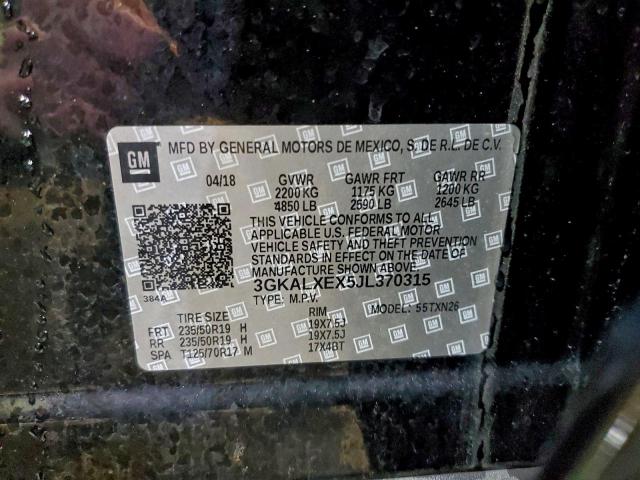 GM
MFD BY GENERAL MOTORS DE MEXICO, S. DE R.L. DE C.V.
04/18 GVWR GAWR FRT GAWR RR
2200 KG 1175 KG 1200 KG
4850 LB 2590 LB 2645 LB
THIS VEHICLE CONFORMS TO ALL
APPLICABLE U.S. FEDERAL MOTOR
VEHICLE SAFETY AND THEFT PREVENTION
STANDARDS IN EFFECT ON THE DATE OF
MANUFACTURE SHOWN ABOVE.
3GKALXEX5JL370315
384A
TYPE: M.P.V. MODEL: 55TXN26
TIRE SIZE RIM
FRT 235/50R19 H 19X7.5J
RR 235/50R19 H 19X7.5J
SPA T125/70R17 M 17X4BT